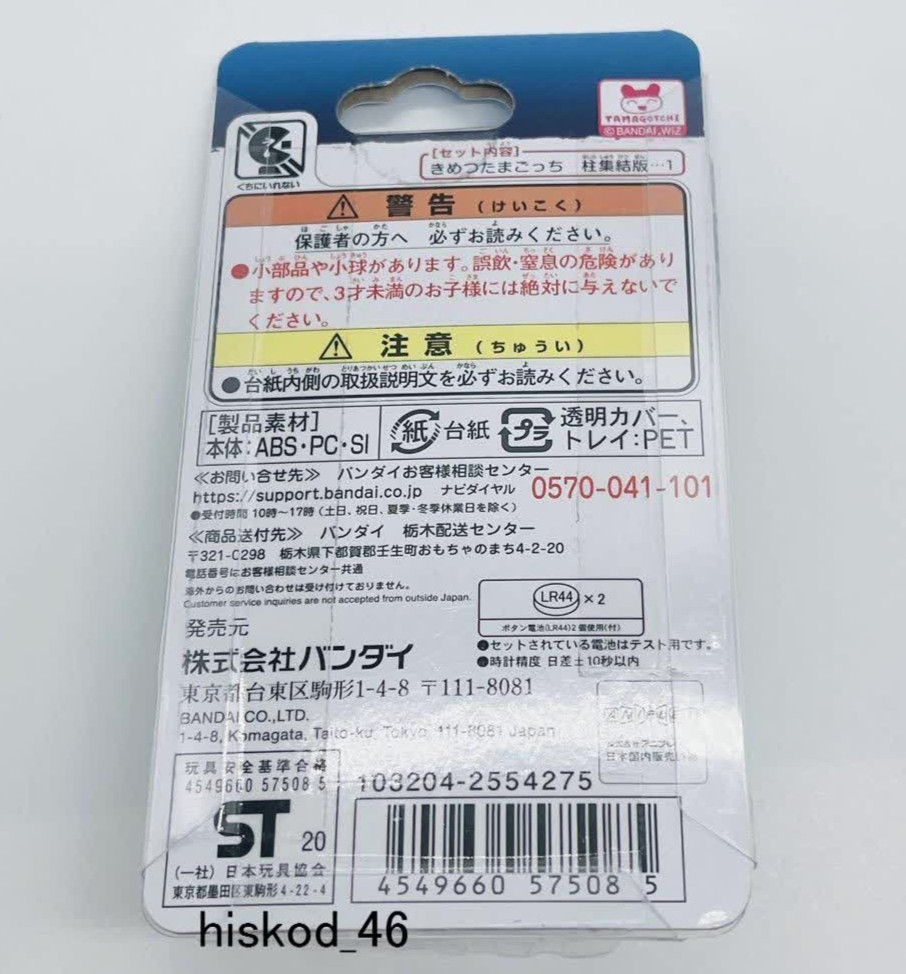 TAMAGOTCHI
©BANDAI,WiZ
くちにいれない
[セット内容]
きめつたまごっち 柱集結版…1
警告 (けいこく)
保護者の方へ 必ずお読みください。
●小部品や小球があります。誤飲・窒息の危険があり
ますので、3才未満のお子様には絶対に与えないで
ください。
注意 (ちゅうい)
●台紙内側の取扱説明文を必ずお読みください。
[製品素材]
本体:ABS・PC・SI
紙 台紙
プラ 透明カバー、
トレイ:PET
≪お問い合せ先≫ バンダイお客様相談センター
https://support.bandai.co.jp ナビダイヤル 0570-041-101
●受付時間 10時〜17時(土日、祝日、夏季・冬季休業日を除く)
≪商品送付先≫ バンダイ 栃木配送センター
〒321-0298 栃木県下都賀郡壬生町おもちゃのまち4-2-20
電話番号はお客様相談センター共通
海外からのお問い合わせは受け付けておりません。
Customer service inquiries are not accepted from outside Japan.
LR44 ×2
ボタン電池(LR44)2個使用(付)
●セットされている電池はテスト用です。
●時計精度 日差±10秒以内
発売元
株式会社バンダイ
東京都台東区駒形1-4-8 〒111-8081
BANDAI CO.,LTD.
1-4-8, Komagata, Taito-ku, Tokyo 111-8081 Japan
日本国内販売
玩具安全基準合格
4549660 57508 5
ST 20
(一社)日本玩具協会
東京都墨田区東駒形4-22-4
103204-2554275
4549660 57508 5
hiskod_46